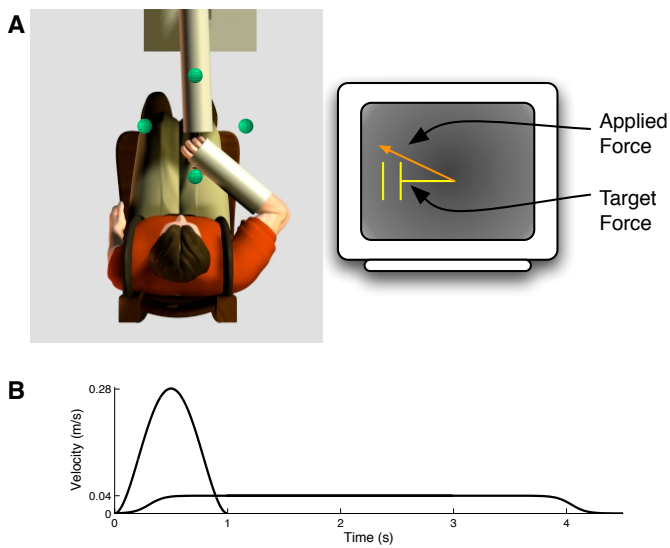 A
Applied
Force
Target
Force
B
Velocity (m/s)
0.28
0.04
0
0
1
2
3
4
Time (s)